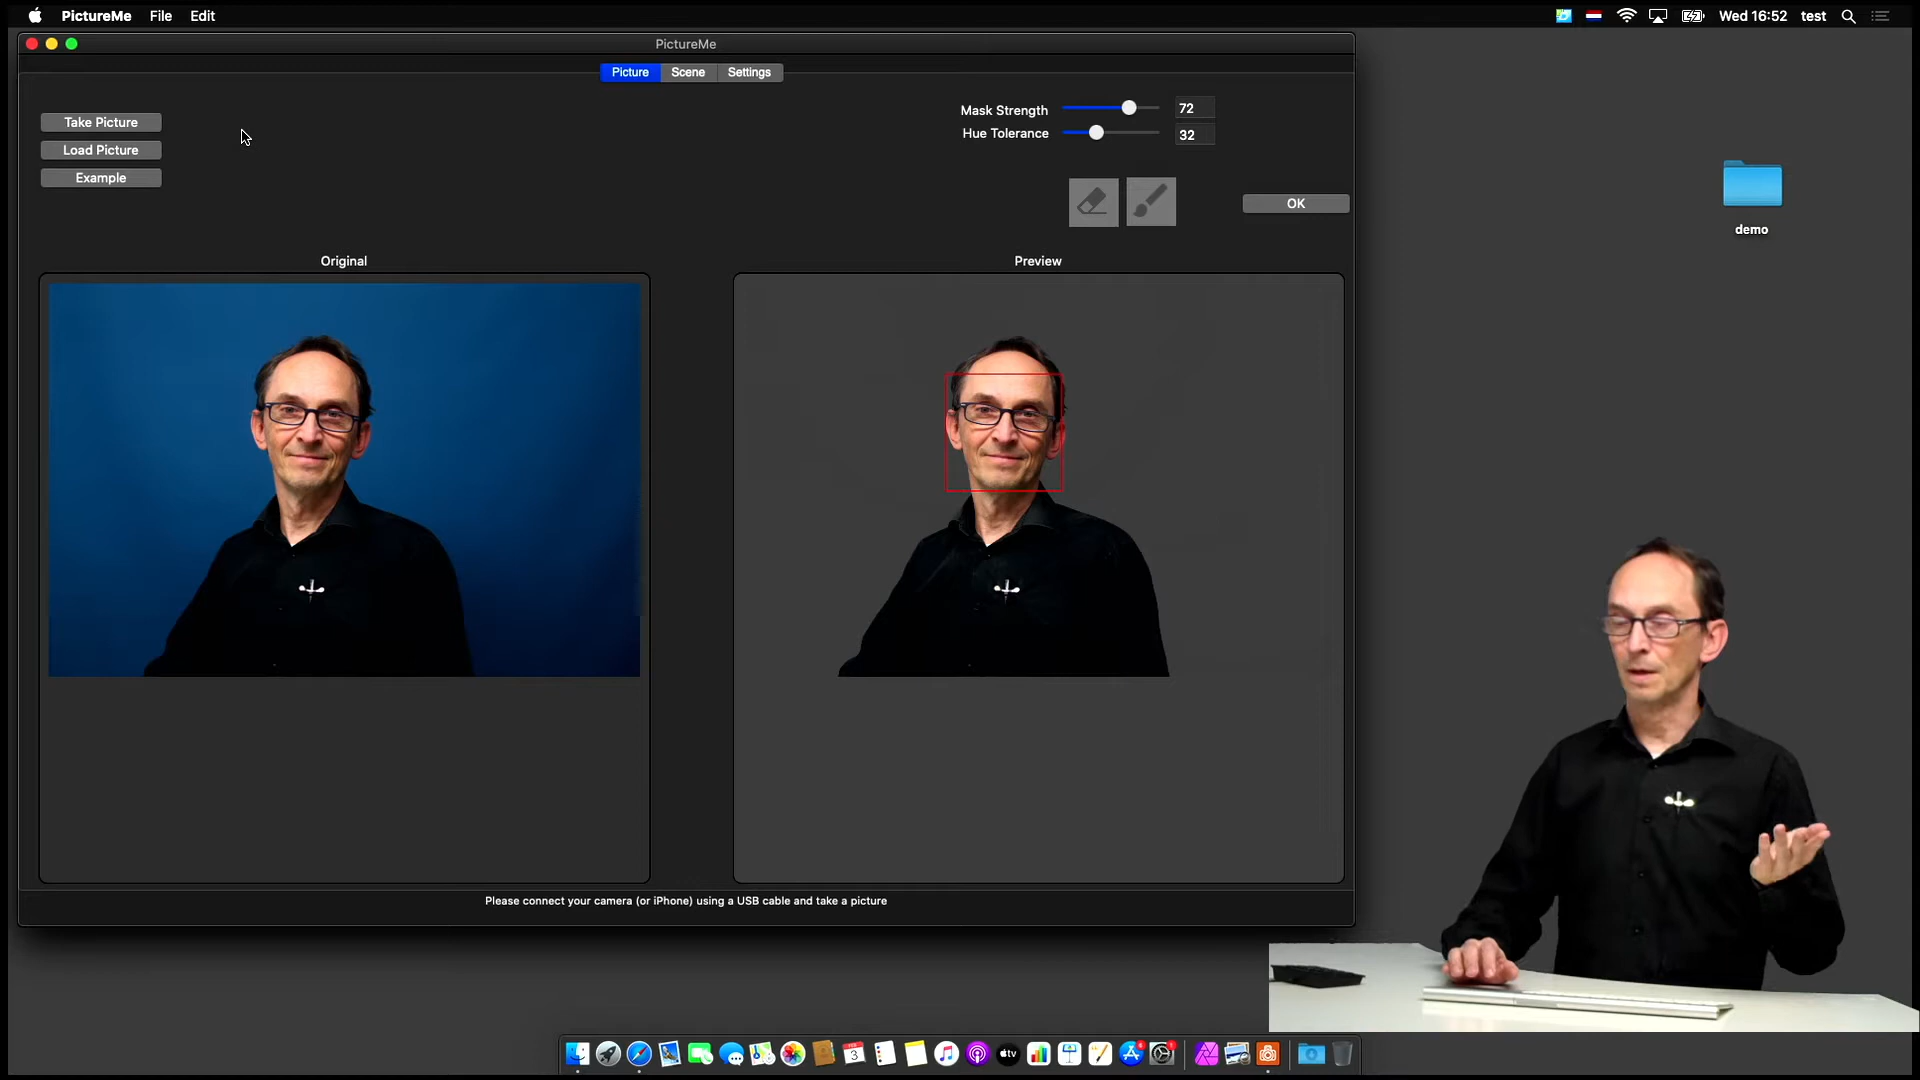 PictureMe File Edit Wed 16:52 test
PictureMe
Picture Scene Settings
Take Picture
Load Picture
Example
Mask Strength 72
Hue Tolerance 32
OK
demo
Original
Preview
Please connect your camera (or iPhone) using a USB cable and take a picture
3
tv